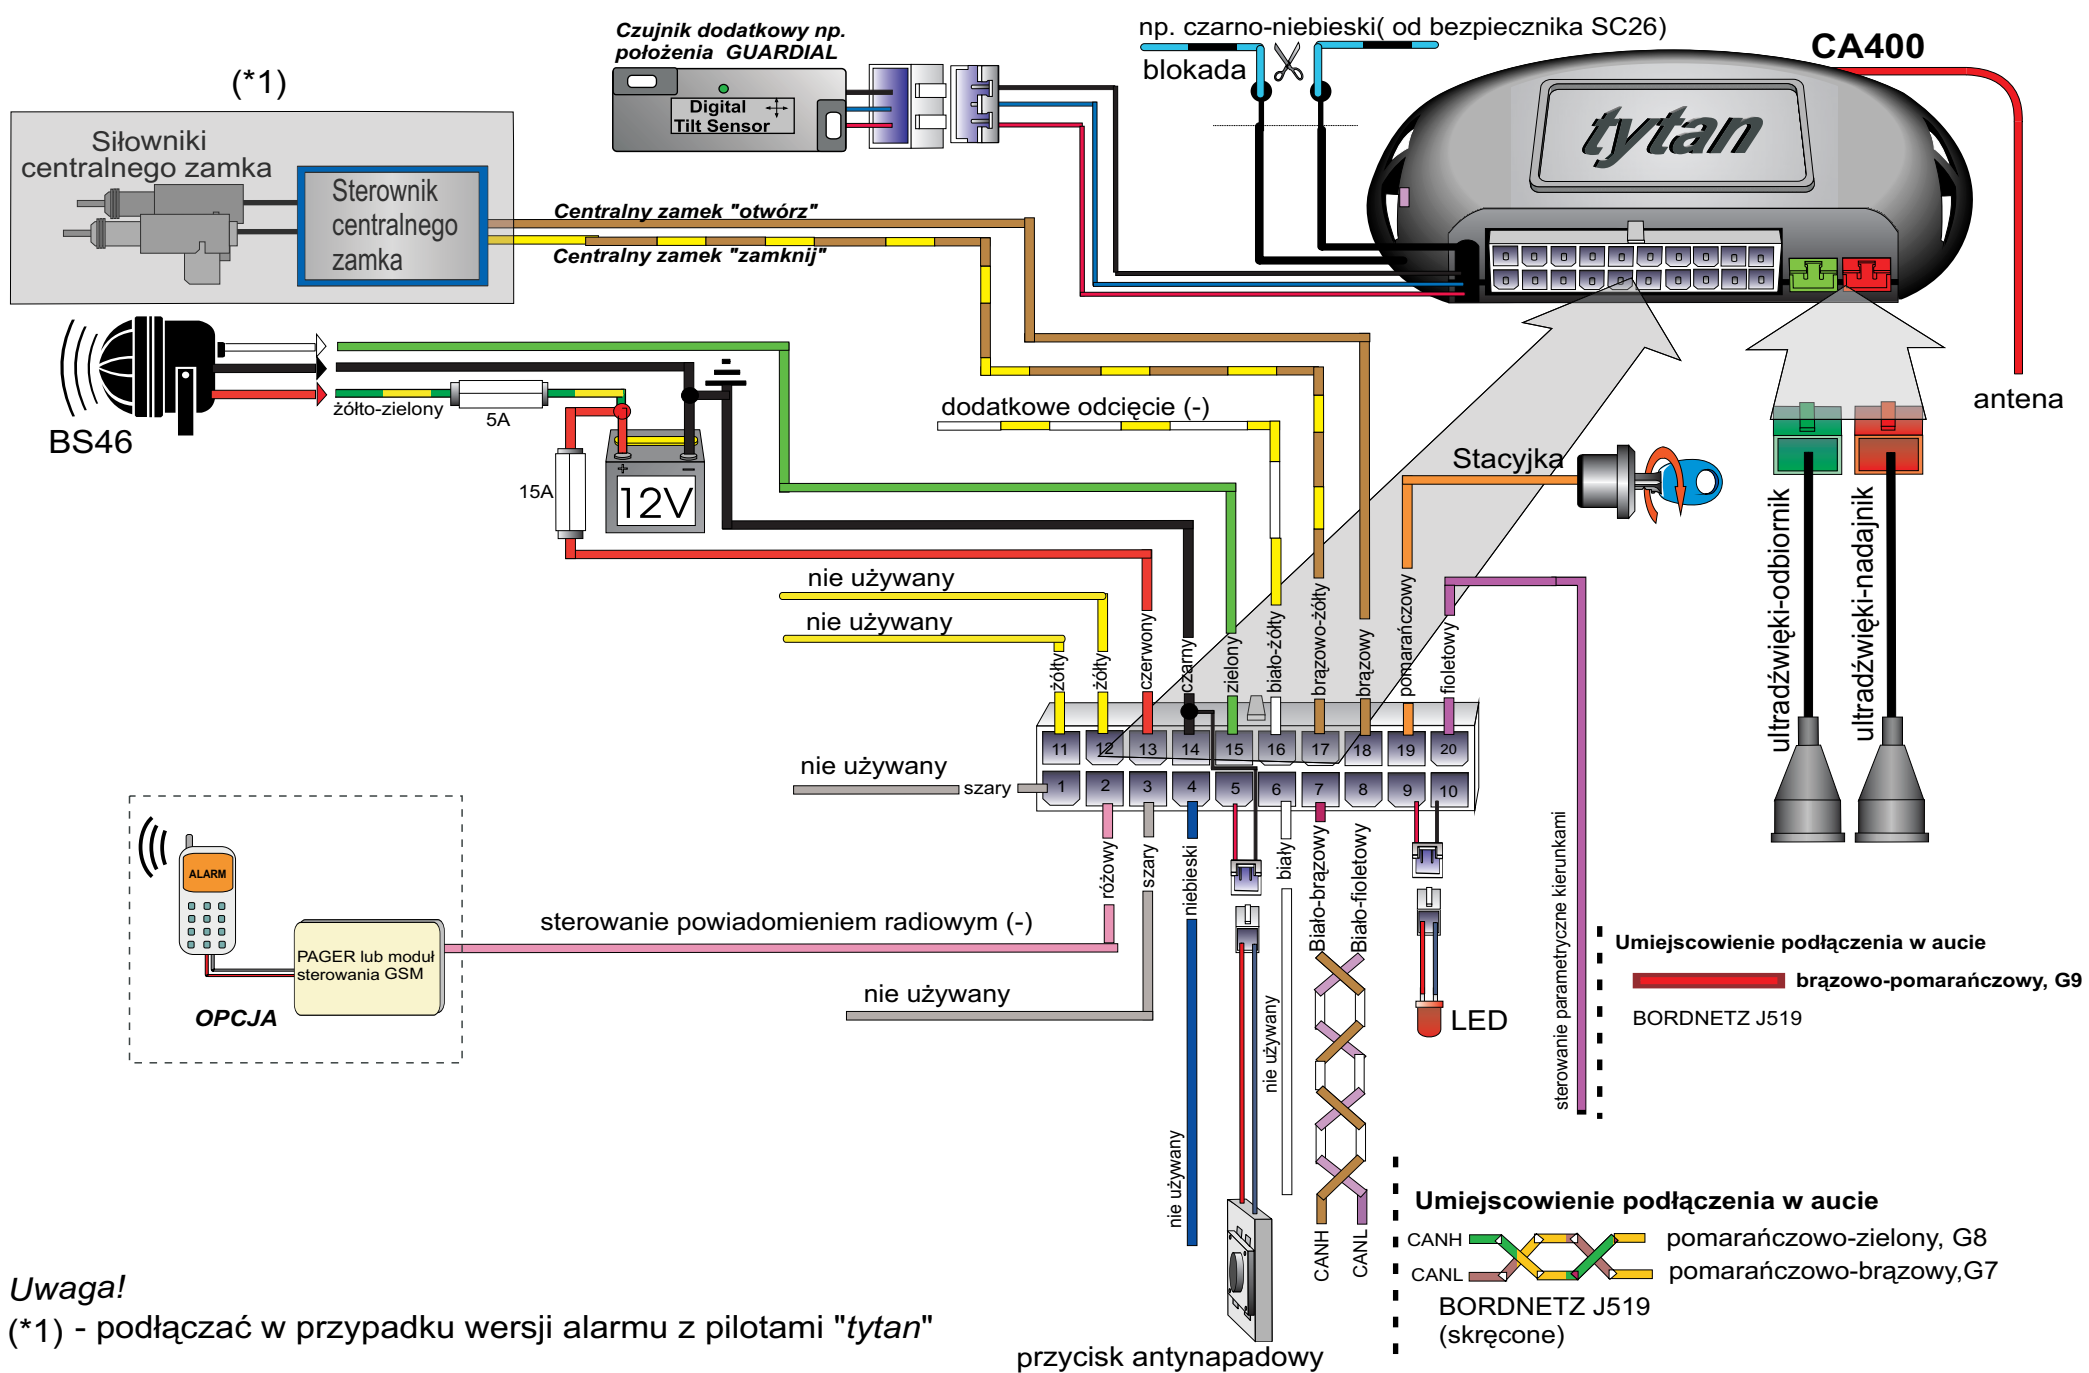 Czujnik dodatkowy np.
położenia GUARDIAL
Digital
Tilt Sensor
np. czarno-niebieski( od bezpiecznika SC26)
blokada
CA400
tytan
antena
(*1)
Siłowniki
centralnego zamka
Sterownik
centralnego
zamka
Centralny zamek "otwórz"
Centralny zamek "zamknij"
BS46
żółto-zielony
5A
15A
+ −
12V
dodatkowe odcięcie (-)
Stacyjka
ultradźwięki-odbiornik
ultradźwięki-nadajnik
nie używany
nie używany
żółty
żółty
czerwony
czarny
zielony
biało-żółty
brązowo-żółty
brązowy
pomarańczowy
fioletowy
11 12 13 14 15 16 17 18 19 20
1 2 3 4 5 6 7 8 9 10
nie używany
szary
różowy
szary
niebieski
biały
Biało-brązowy
Biało-fioletowy
ALARM
PAGER lub moduł
sterowania GSM
OPCJA
sterowanie powiadomieniem radiowym (-)
nie używany
nie używany
nie używany
LED
sterowanie parametryczne kierunkami
Umiejscowienie podłączenia w aucie
brązowo-pomarańczowy, G9
BORDNETZ J519
CANH
CANL
Umiejscowienie podłączenia w aucie
CANH
pomarańczowo-zielony, G8
CANL
pomarańczowo-brązowy,G7
BORDNETZ J519
(skręcone)
przycisk antynapadowy
Uwaga!
(*1) - podłączać w przypadku wersji alarmu z pilotami "tytan"